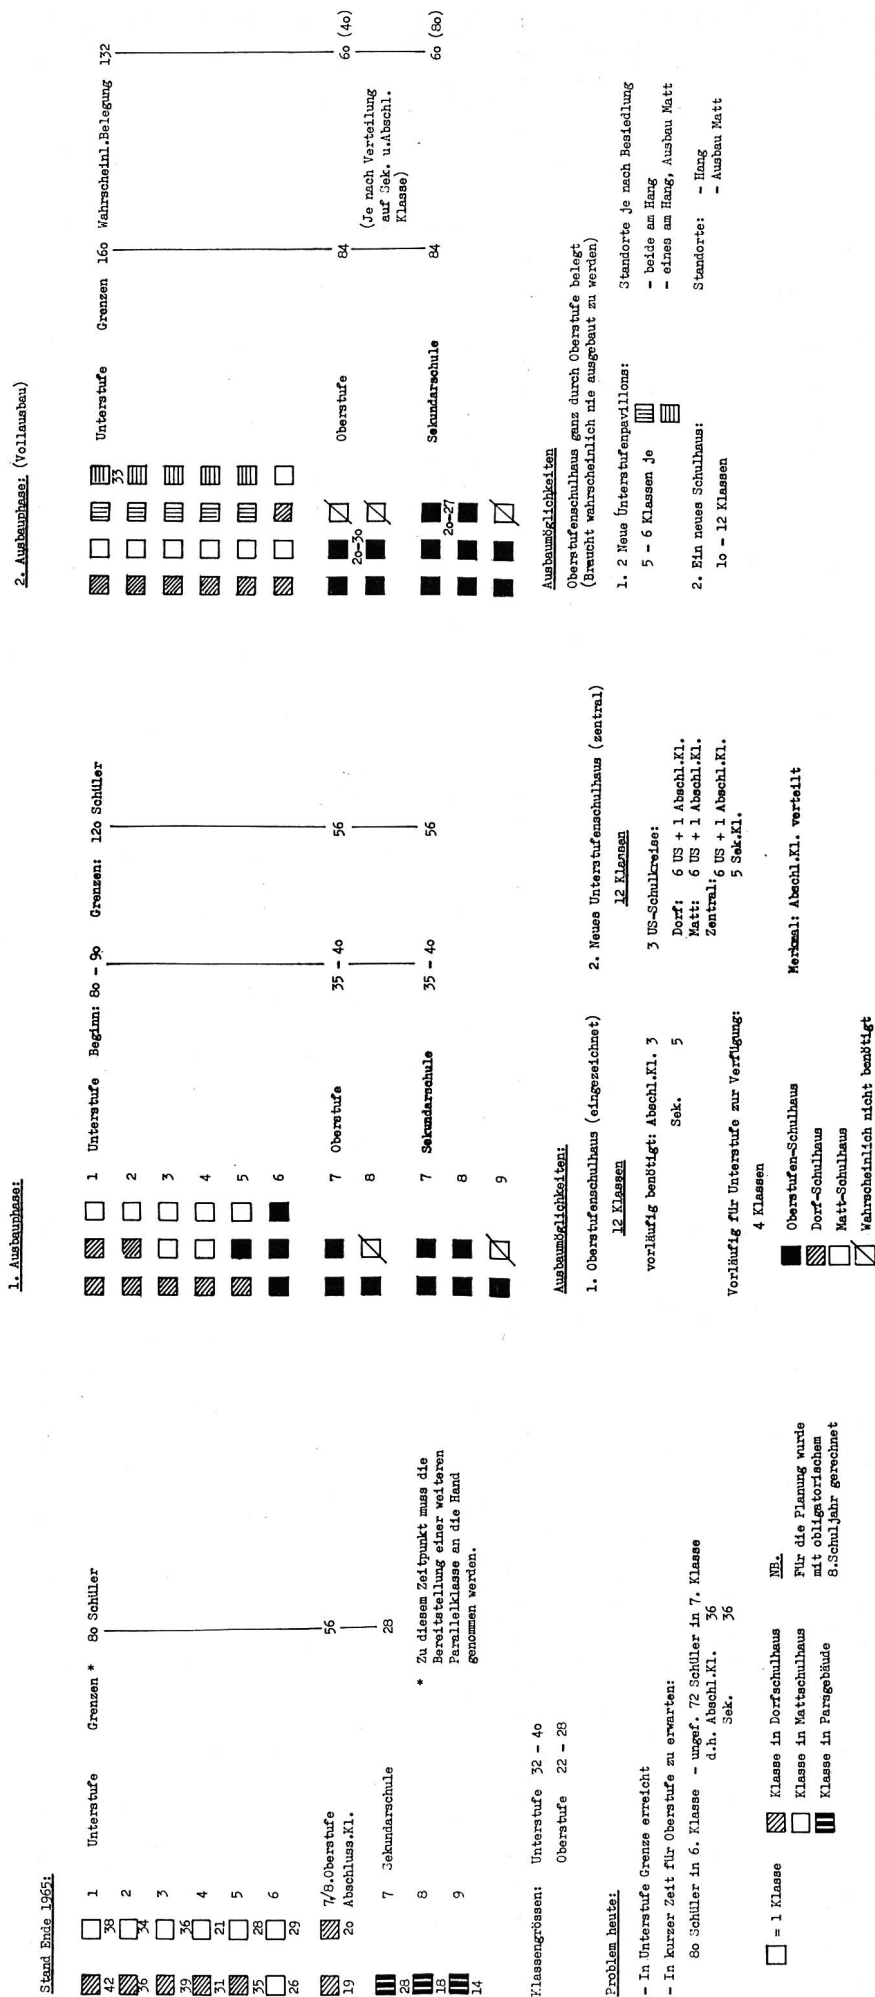 Stand Ende 1965:
Unterstufe Grenzen * 80 Schüler
1
42 38
2
36 34
3
39 36
4
31 21
5
35 28
6
26 29
7/8.Oberstufe 56
Abschluss.Kl.
19 20
7 Sekundarschule 28
28
8
18
9
14
* Zu diesem Zeitpunkt muss die
Bereitstellung einer weiteren
Parallelklasse an die Hand
genommen werden.
Klassengrössen: Unterstufe 32 - 40
Oberstufe 22 - 28
Problem heute:
- In Unterstufe Grenze erreicht
- In kurzer Zeit für Oberstufe zu erwarten:
80 Schüler in 6. Klasse - ungef. 72 Schüler in 7. Klasse
d.h. Abschl.Kl. 36
Sek. 36
= 1 Klasse
Klasse in Dorfschulhaus
Klasse in Mattschulhaus
Klasse in Parsgebäude
NB.
Für die Planung wurde
mit obligatorischem
8.Schuljahr gerechnet
1. Ausbauphase:
1 Unterstufe Beginn: 80 - 90 Grenzen: 120 Schüler
2
3
4
5
6
7 Oberstufe 35 - 40 56
8
7 Sekundarschule 35 - 40 56
8
9
Ausbaumöglichkeiten:
1. Oberstufenschulhaus (eingezeichnet)
12 Klassen
vorläufig benötigt: Abschl.Kl. 3
Sek. 5
Vorläufig für Unterstufe zur Verfügung:
4 Klassen
2. Neues Unterstufenschulhaus (zentral)
12 Klassen
3 US-Schulkreise:
Dorf: 6 US + 1 Abschl.Kl.
Matt: 6 US + 1 Abschl.Kl.
Zentral: 6 US + 1 Abschl.Kl.
5 Sek.Kl.
Merkmal: Abschl.Kl. verteilt
Oberstufen-Schulhaus
Dorf-Schulhaus
Matt-Schulhaus
Wahrscheinlich nicht benötigt
2. Ausbauphase: (Vollausbau)
Unterstufe Grenzen 160 Wahrscheinl.Belegung 132
33
Oberstufe 84 60 (40)
20-30
(Je nach Verteilung
auf Sek. u.Abschl.
Klasse)
Sekundarschule 84 60 (80)
20-27
Ausbaumöglichkeiten
Oberstufenschulhaus ganz durch Oberstufe belegt
(Braucht wahrscheinlich nie ausgebaut zu werden)
1. 2 Neue Unterstufenpavillons:
5 - 6 Klassen je
Standorte je nach Besiedlung
- beide am Hang
- eines am Hang, Ausbau Matt
2. Ein neues Schulhaus:
10 - 12 Klassen
Standorte: - Hang
- Ausbau Matt